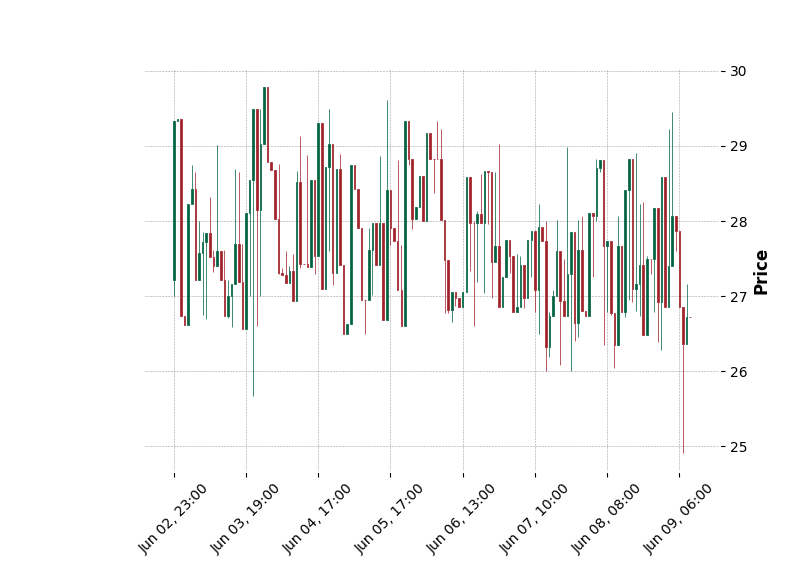 30
29
28
27
26
25
Price
Jun 02, 23:00
Jun 03, 19:00
Jun 04, 17:00
Jun 05, 17:00
Jun 06, 13:00
Jun 07, 10:00
Jun 08, 08:00
Jun 09, 06:00